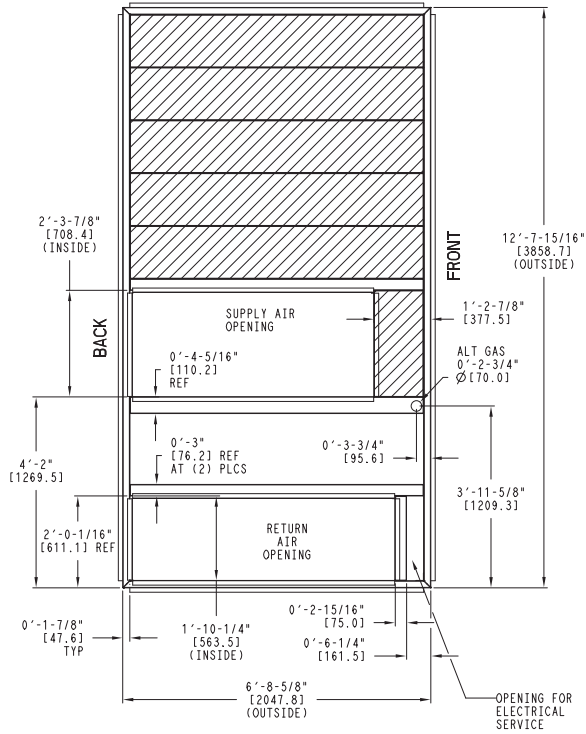 2'-3-7/8"
[708.4]
(INSIDE)
12'-7-15/16"
[3858.7]
(OUTSIDE)
FRONT
BACK
SUPPLY AIR
OPENING
1'-2-7/8"
[377.5]
0'-4-5/16"
[110.2]
REF
ALT GAS
0'-2-3/4"
Ø[70.0]
0'-3"
[76.2] REF
AT (2) PLCS
0'-3-3/4"
[95.6]
4'-2"
[1269.5]
3'-11-5/8"
[1209.3]
2'-0-1/16"
[611.1] REF
RETURN
AIR
OPENING
0'-1-7/8"
[47.6]
TYP
1'-10-1/4"
[563.5]
(INSIDE)
0'-2-15/16"
[75.0]
0'-6-1/4"
[161.5]
6'-8-5/8"
[2047.8]
(OUTSIDE)
OPENING FOR
ELECTRICAL
SERVICE